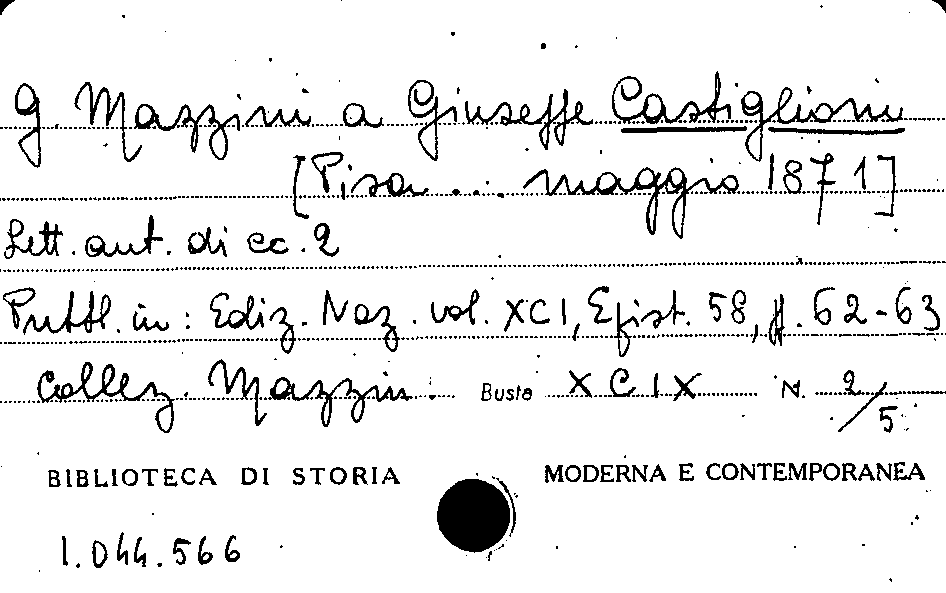 G. Mazzini a Giuseppe Castiglioni
[Pisa ... maggio 1871]
Lett. aut. di cc. 2
Pubbl. in: Ediz. Naz. vol. XCI, Epist. 58, pp. 62-63
Collez. Mazzini. Busta XCIX N. 2/5
BIBLIOTECA DI STORIA MODERNA E CONTEMPORANEA
1.044.566